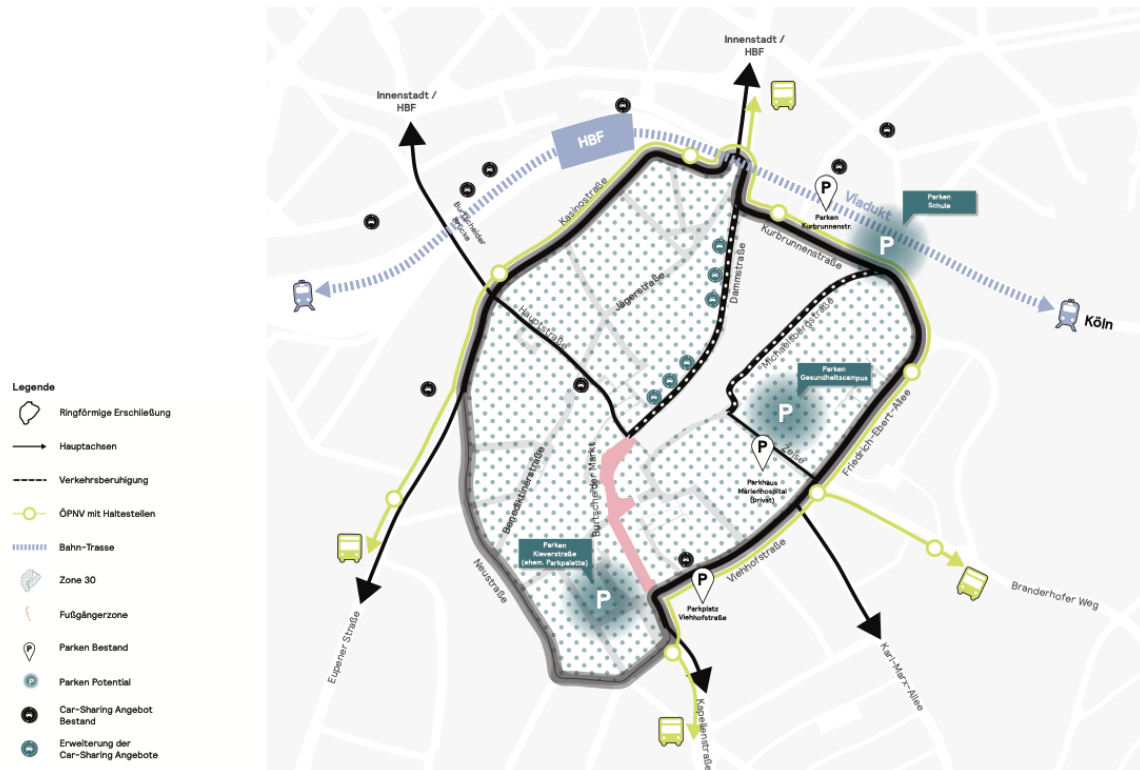 Innenstadt /
HBF
Innenstadt /
HBF
HBF
Kasinostraße
Burtscheider
Brücke
Viadukt
P
Parken
Kurbrunnenstr.
Parken
Schule
P
Kurbrunnenstraße
Köln
Dammstraße
Jägerstraße
Hauptstraße
Michaelsbergstraße
Parken
Gesundheitscampus
P
Friedrich-Ebert-Allee
Zeise
P
Parkhaus
Marienhospital
(privat)
Benediktinerstraße
Burtscheider Markt
Parken
Kleverstraße
(ehem. Parkpalette)
P
Neustraße
Viehhofstraße
P
Parkplatz
Viehhofstraße
Branderhofer Weg
Eupener Straße
Karl-Marx-Allee
Kapellenstraße
Legende
Ringförmige Erschließung
Hauptachsen
Verkehrsberuhigung
ÖPNV mit Haltestellen
Bahn-Trasse
Zone 30
Fußgängerzone
P
Parken Bestand
P
Parken Potential
Car-Sharing Angebot
Bestand
Erweiterung der
Car-Sharing Angebote